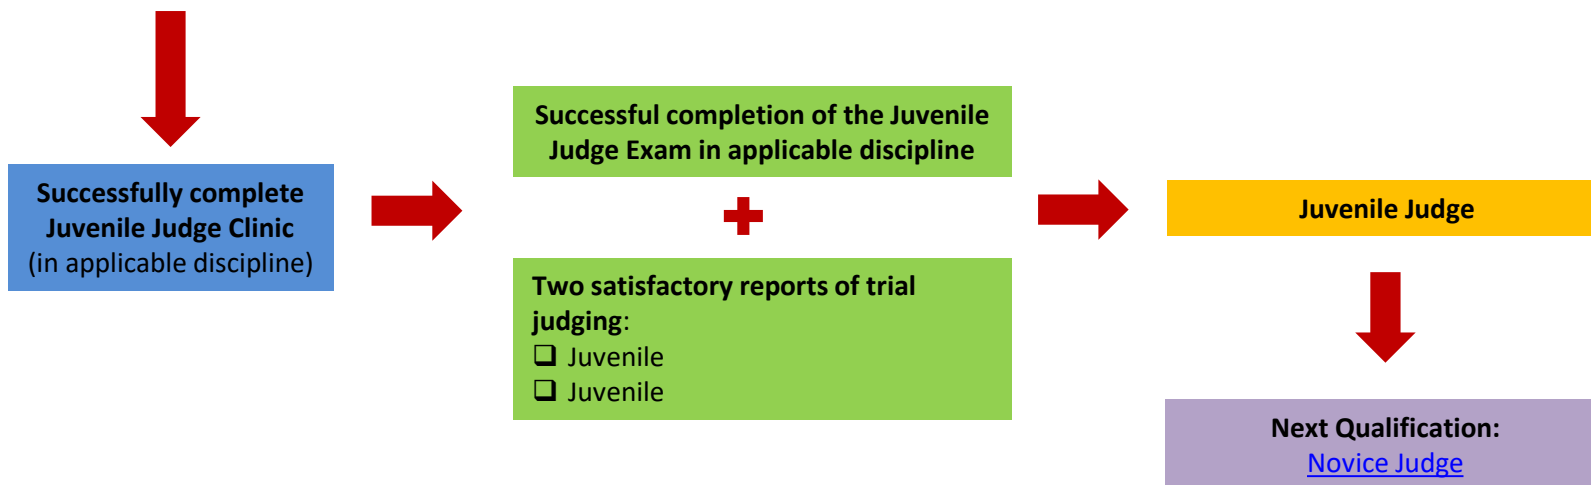 Successfully complete
Juvenile Judge Clinic
(in applicable discipline)
Successful completion of the Juvenile
Judge Exam in applicable discipline
Two satisfactory reports of trial
judging:
❑ Juvenile
❑ Juvenile
Juvenile Judge
Next Qualification:
Novice Judge